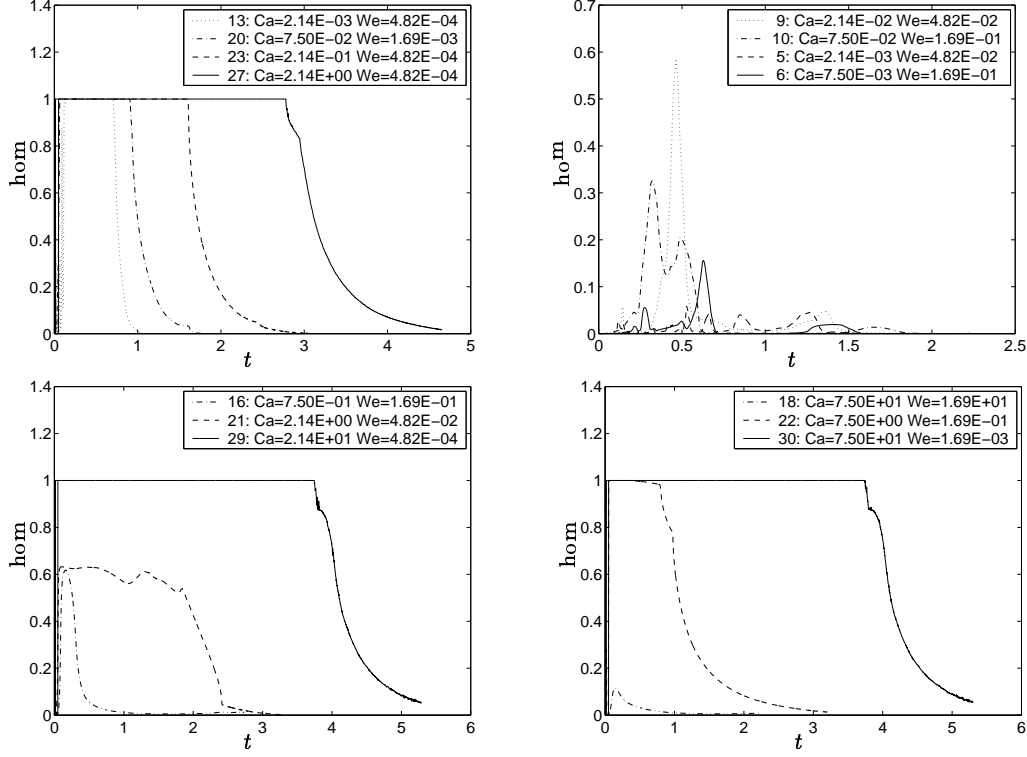 1.4
1.2
1
0.8
0.6
0.4
0.2
0
hom
0 1 2 3 4 5
t
13: Ca=2.14E-03 We=4.82E-04
20: Ca=7.50E-02 We=1.69E-03
23: Ca=2.14E-01 We=4.82E-04
27: Ca=2.14E+00 We=4.82E-04
0.7
0.6
0.5
0.4
0.3
0.2
0.1
0
hom
0 0.5 1 1.5 2 2.5
t
9: Ca=2.14E-02 We=4.82E-02
10: Ca=7.50E-02 We=1.69E-01
5: Ca=2.14E-03 We=4.82E-02
6: Ca=7.50E-03 We=1.69E-01
1.4
1.2
1
0.8
0.6
0.4
0.2
0
hom
0 1 2 3 4 5 6
t
16: Ca=7.50E-01 We=1.69E-01
21: Ca=2.14E+00 We=4.82E-02
29: Ca=2.14E+01 We=4.82E-04
1.4
1.2
1
0.8
0.6
0.4
0.2
0
hom
0 1 2 3 4 5 6
t
18: Ca=7.50E+01 We=1.69E+01
22: Ca=7.50E+00 We=1.69E-01
30: Ca=7.50E+01 We=1.69E-03